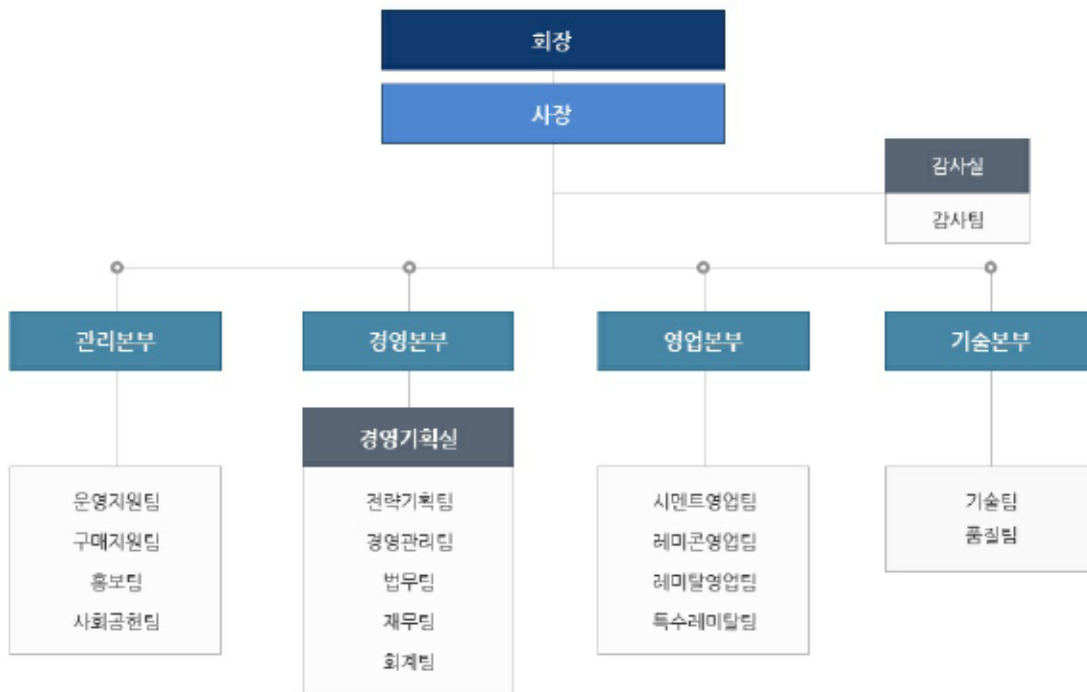 회장
사장
감사실
감사팀
관리본부
경영본부
영업본부
기술본부
경영기획실
운영지원팀
구매지원팀
홍보팀
사회공헌팀
전략기획팀
경영관리팀
법무팀
재무팀
회계팀
시멘트영업팀
레미콘영업팀
레미탈영업팀
특수레미탈팀
기술팀
품질팀